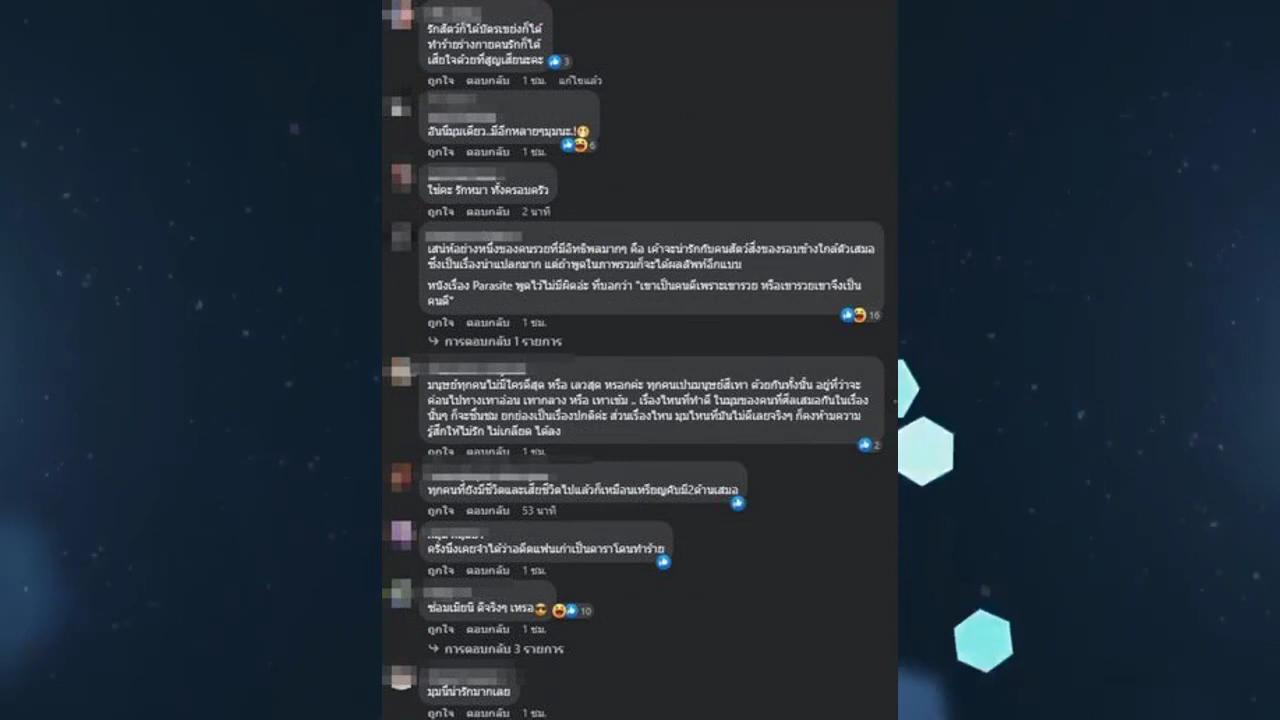 รักสัตว์ก็ได้บัตรเขย่งก็ได้
ทำร้ายร่างกายคนรักก็ได้
เสียใจด้วยที่สูญเสียนะคะ
3
ถูกใจ ตอบกลับ 1 ชม. แก้ไขแล้ว
อันนี้มุมเดียว..มีอีกหลายๆมุมนะ.!
6
ถูกใจ ตอบกลับ 1 ชม.
ใช่คะ รักหมา ทั้งครอบครัว
ถูกใจ ตอบกลับ 2 นาที
เสน่ห์อย่างหนึ่งของคนรวยที่มีอิทธิพลมากๆ คือ เค้าจะน่ารักกับคนสัตว์สิ่งของรอบข้างใกล้ตัวเสมอ
ซึ่งเป็นเรื่องน่าแปลกมาก แต่ถ้าพูดในภาพรวมก็จะได้ผลลัพท์อีกแบบ
หนังเรื่อง Parasite พูดไว้ไม่มีผิดอ่ะ ที่บอกว่า "เขาเป็นคนดีเพราะเขารวย หรือเขารวยเขาจึงเป็น
คนดี"
16
ถูกใจ ตอบกลับ 1 ชม.
การตอบกลับ 1 รายการ
มนุษย์ทุกคนไม่มีใครดีสุด หรือ เลวสุด หรอกค่ะ ทุกคนเปนมนุษย์สีเทา ด้วยกันทั้งนั้น อยู่ที่ว่าจะ
ค่อนไปทางเทาอ่อน เทากลาง หรือ เทาเข้ม .. เรื่องไหนที่ทำดี ในมุมของคนที่ศีลเสมอกันในเรื่อง
นั้นๆ ก็จะชื่นชม ยกย่องเป็นเรื่องปกติค่ะ ส่วนเรื่องไหน มุมไหนที่มันไม่ดีเลยจริงๆ ก็คงห้ามความ
รู้สึกให้ไม่รัก ไม่เกลียด ได้ลง
2
ถูกใจ ตอบกลับ 1 ชม.
ทุกคนที่ยังมีชีวิตและเสียชีวิตไปแล้วก็เหมือนเหรียญคับมี2ด้านเสมอ
ถูกใจ ตอบกลับ 53 นาที
ครั้งนึงเคยจำได้ว่าอดีตแฟนเก่าเป็นดาราโดนทำร้าย
ถูกใจ ตอบกลับ 1 ชม.
ซ่อมเมียนิ ดีจริงๆ เหรอ
10
ถูกใจ ตอบกลับ 1 ชม.
การตอบกลับ 3 รายการ
มุมนี้น่ารักมากเลย
ถูกใจ ตอบกลับ 1 ชม.